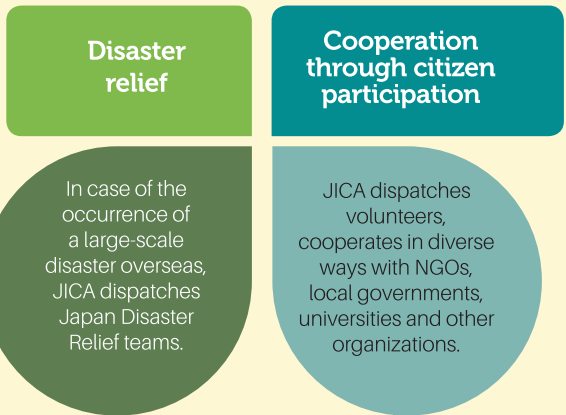 Disaster
relief
In case of the
occurrence of
a large-scale
disaster overseas,
JICA dispatches
Japan Disaster
Relief teams.
Cooperation
through citizen
participation
JICA dispatches
volunteers,
cooperates in diverse
ways with NGOs,
local governments,
universities and other
organizations.